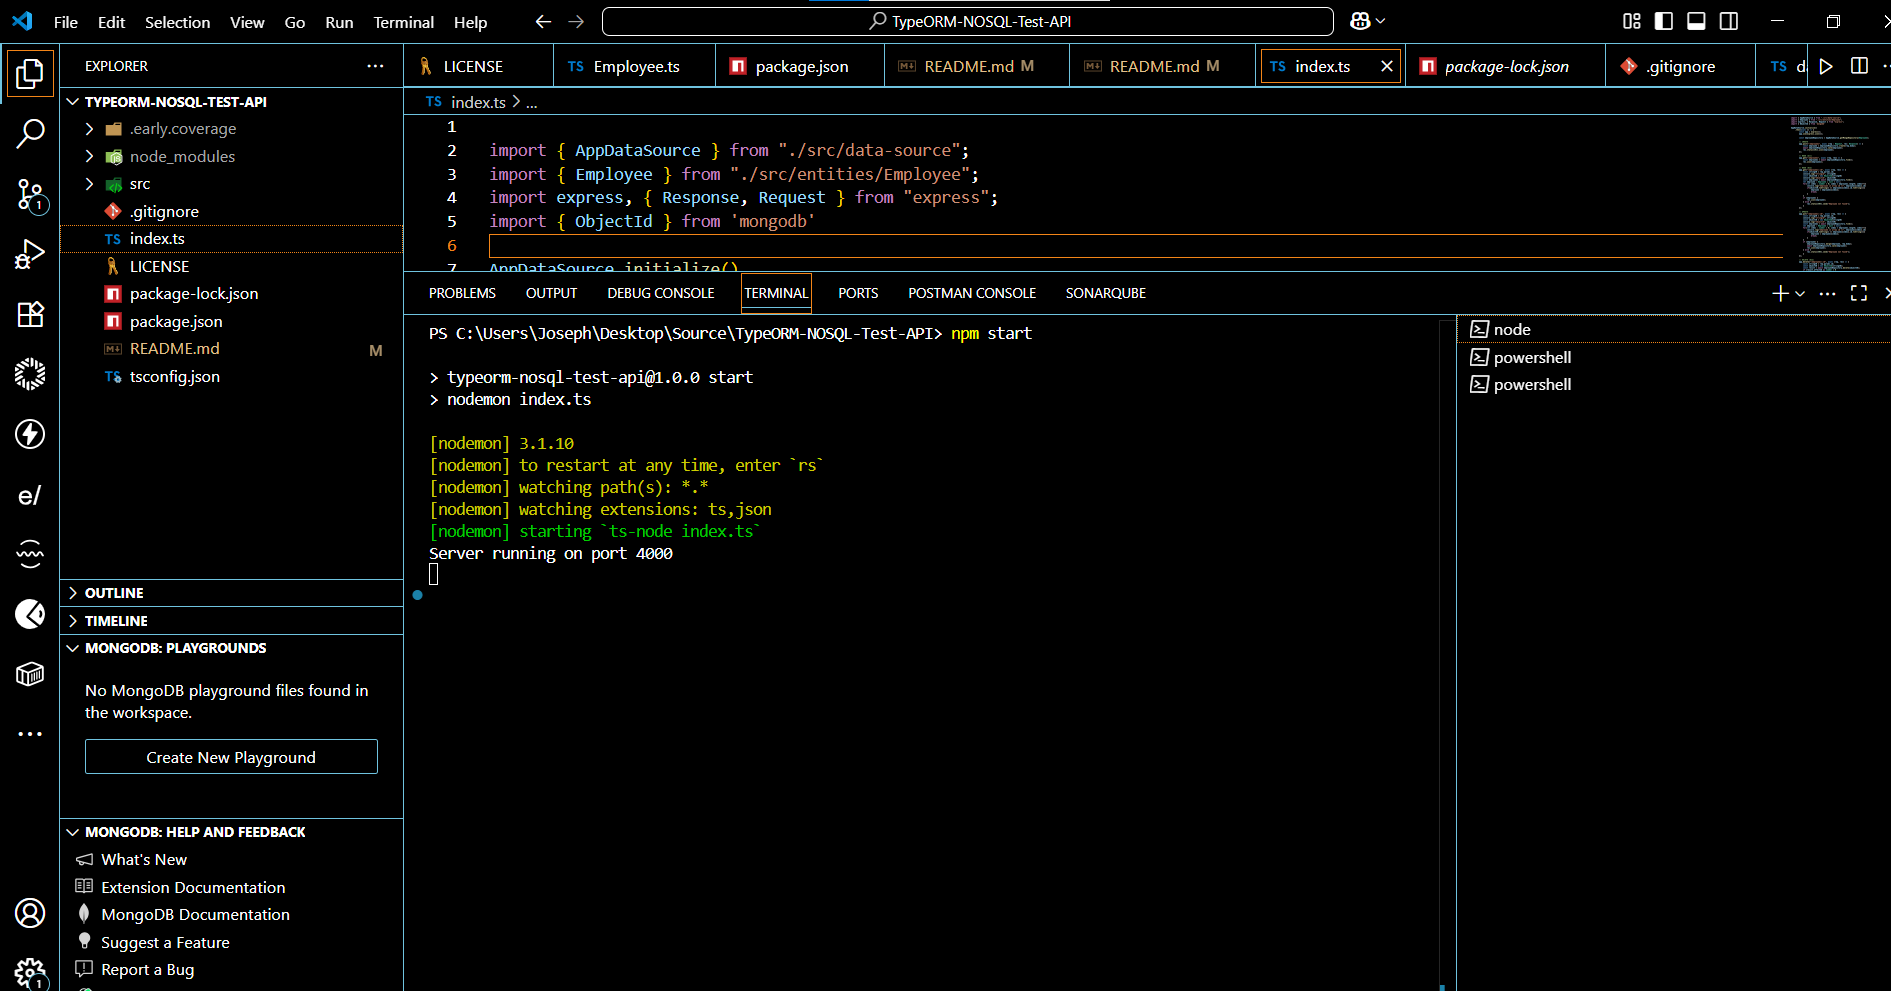 File Edit Selection View Go Run Terminal Help
TypeORM-NOSQL-Test-API
EXPLORER
TYPEORM-NOSQL-TEST-API
.early.coverage
node_modules
src
.gitignore
TS index.ts
LICENSE
package-lock.json
package.json
README.md M
TS tsconfig.json
OUTLINE
TIMELINE
MONGODB: PLAYGROUNDS
No MongoDB playground files found in
the workspace.
Create New Playground
MONGODB: HELP AND FEEDBACK
What's New
Extension Documentation
MongoDB Documentation
Suggest a Feature
Report a Bug
1
e/
1
LICENSE TS Employee.ts package.json README.md M README.md M TS index.ts package-lock.json .gitignore TS
TS index.ts > ...
1
2 import { AppDataSource } from "./src/data-source";
3 import { Employee } from "./src/entities/Employee";
4 import express, { Response, Request } from "express";
5 import { ObjectId } from 'mongodb'
6
7 AppDataSource.initialize()
PROBLEMS OUTPUT DEBUG CONSOLE TERMINAL PORTS POSTMAN CONSOLE SONARQUBE
PS C:\Users\Joseph\Desktop\Source\TypeORM-NOSQL-Test-API> npm start
> typeorm-nosql-test-api@1.0.0 start
> nodemon index.ts
[nodemon] 3.1.10
[nodemon] to restart at any time, enter `rs`
[nodemon] watching path(s): *.*
[nodemon] watching extensions: ts,json
[nodemon] starting `ts-node index.ts`
Server running on port 4000
node
powershell
powershell